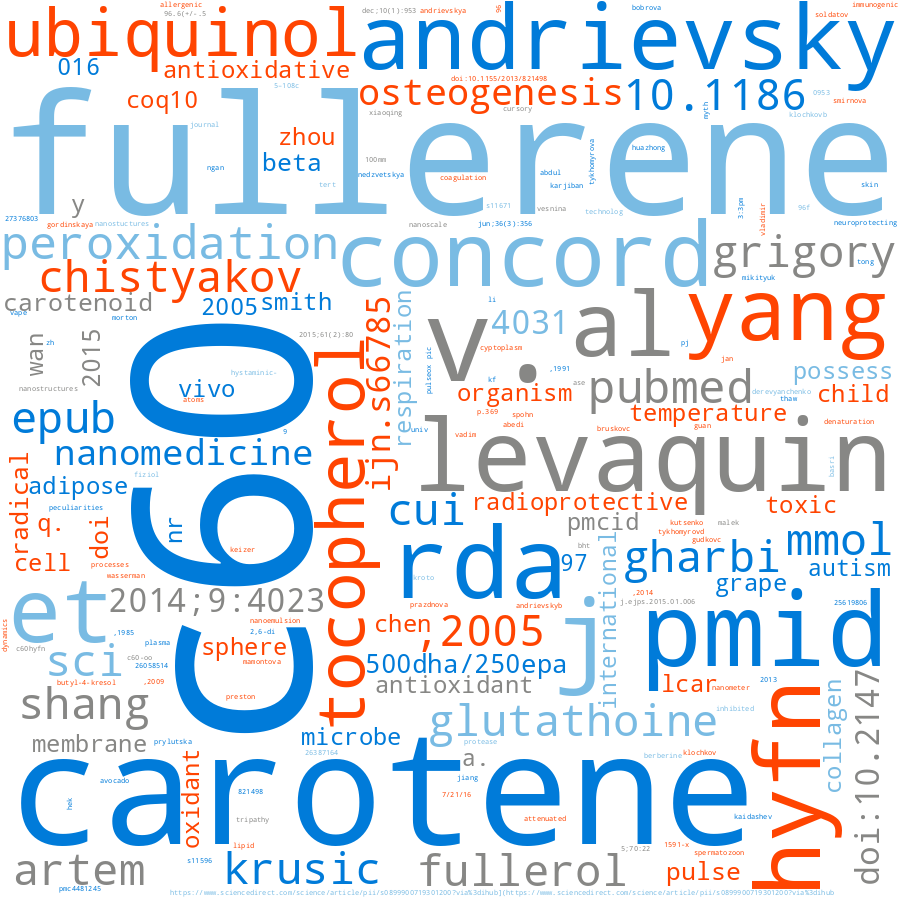 allergenic
96.6(+/-.5
dec;10(1):953
andrievskya
96
bobrova
immunogenic
soldatov
ubiquinol
andrievsky
016
antioxidative
5-108c
doi:10.1155/2013/821498
osteogenesis
10.1186
0953
smirnova
coq10
cursory
xiaoqing
myth
klochkovb
fullerene
journal
zhou
beta
ngan
100nm
nedzvetskya
coagulation
abdul
karjiban
tykhomyrova
huazhong
skin
tert
y
s11671
vesnina
technolog
3.3pm
96f
27376803
gordinskaya
nanostuctures
nanoscale
jun;36(3):356
vladimir
neuroprotecting
peroxidation
concord
grigory
tong
mikityuk
chistyakov
hystaminic-
carotenoid
2005
smith
li
4031
al
yang
vape
morton
wan
zh
2015
2015;61(2):80
ijn.s66785
respiration
v.
cyptoplasm
pj
jan
pulseox pic
,1991
nanostructures
c60
vivo
atoms
kf
ase
pubmed
possess
derevyanchenko
thaw
organism
child
epub
9
p.369
spohn
temperature
abedi
bruskovc
guan
denaturation
univ
vadim
levaquin
nanomedicine
basri
radical
fiziol
adipose
tocopherol
radioprotective
toxic
peculiarities
q.
doi
nr
cui
pmcid
kutsenko
malek
tykhomyrovd
gudkovc
mmol
cell
processes
wasserman
keizer
rda
bht
97
international
gharbi
autism
kroto
grape
et
2014;9:4023
nanoemulsion
prazdnova
andrievskyb
,2014
j.ejps.2015.01.006
25619806
dynamics
c60hyfn
,1985
plasma
2,6-di
chen
,2005
j
pmid
sci
c60-oo
26058514
sphere
mamontova
500dha/250epa
butyl-4-kresol
,2009
preston
antioxidant
lcar
nanometer
2013
hyfn
collagen
doi:10.2147
shang
glutathoine
inhibited
membrane
prylutska
microbe
26387164
protease
a.
berberine
klochkov
carotene
avocado
oxidant
jiang
hek
821498
7/21/16
tripathy
attenuated
kaidashev
lipid
5;70:22
1591-x
spermatozoon
artem
s11596
krusic
fullerol
pulse
pmc4481245
https://www.sciencedirect.com/science/article/pii/s0899900719301200?via%3dihub](https://www.sciencedirect.com/science/article/pii/s0899900719301200?via%3dihub